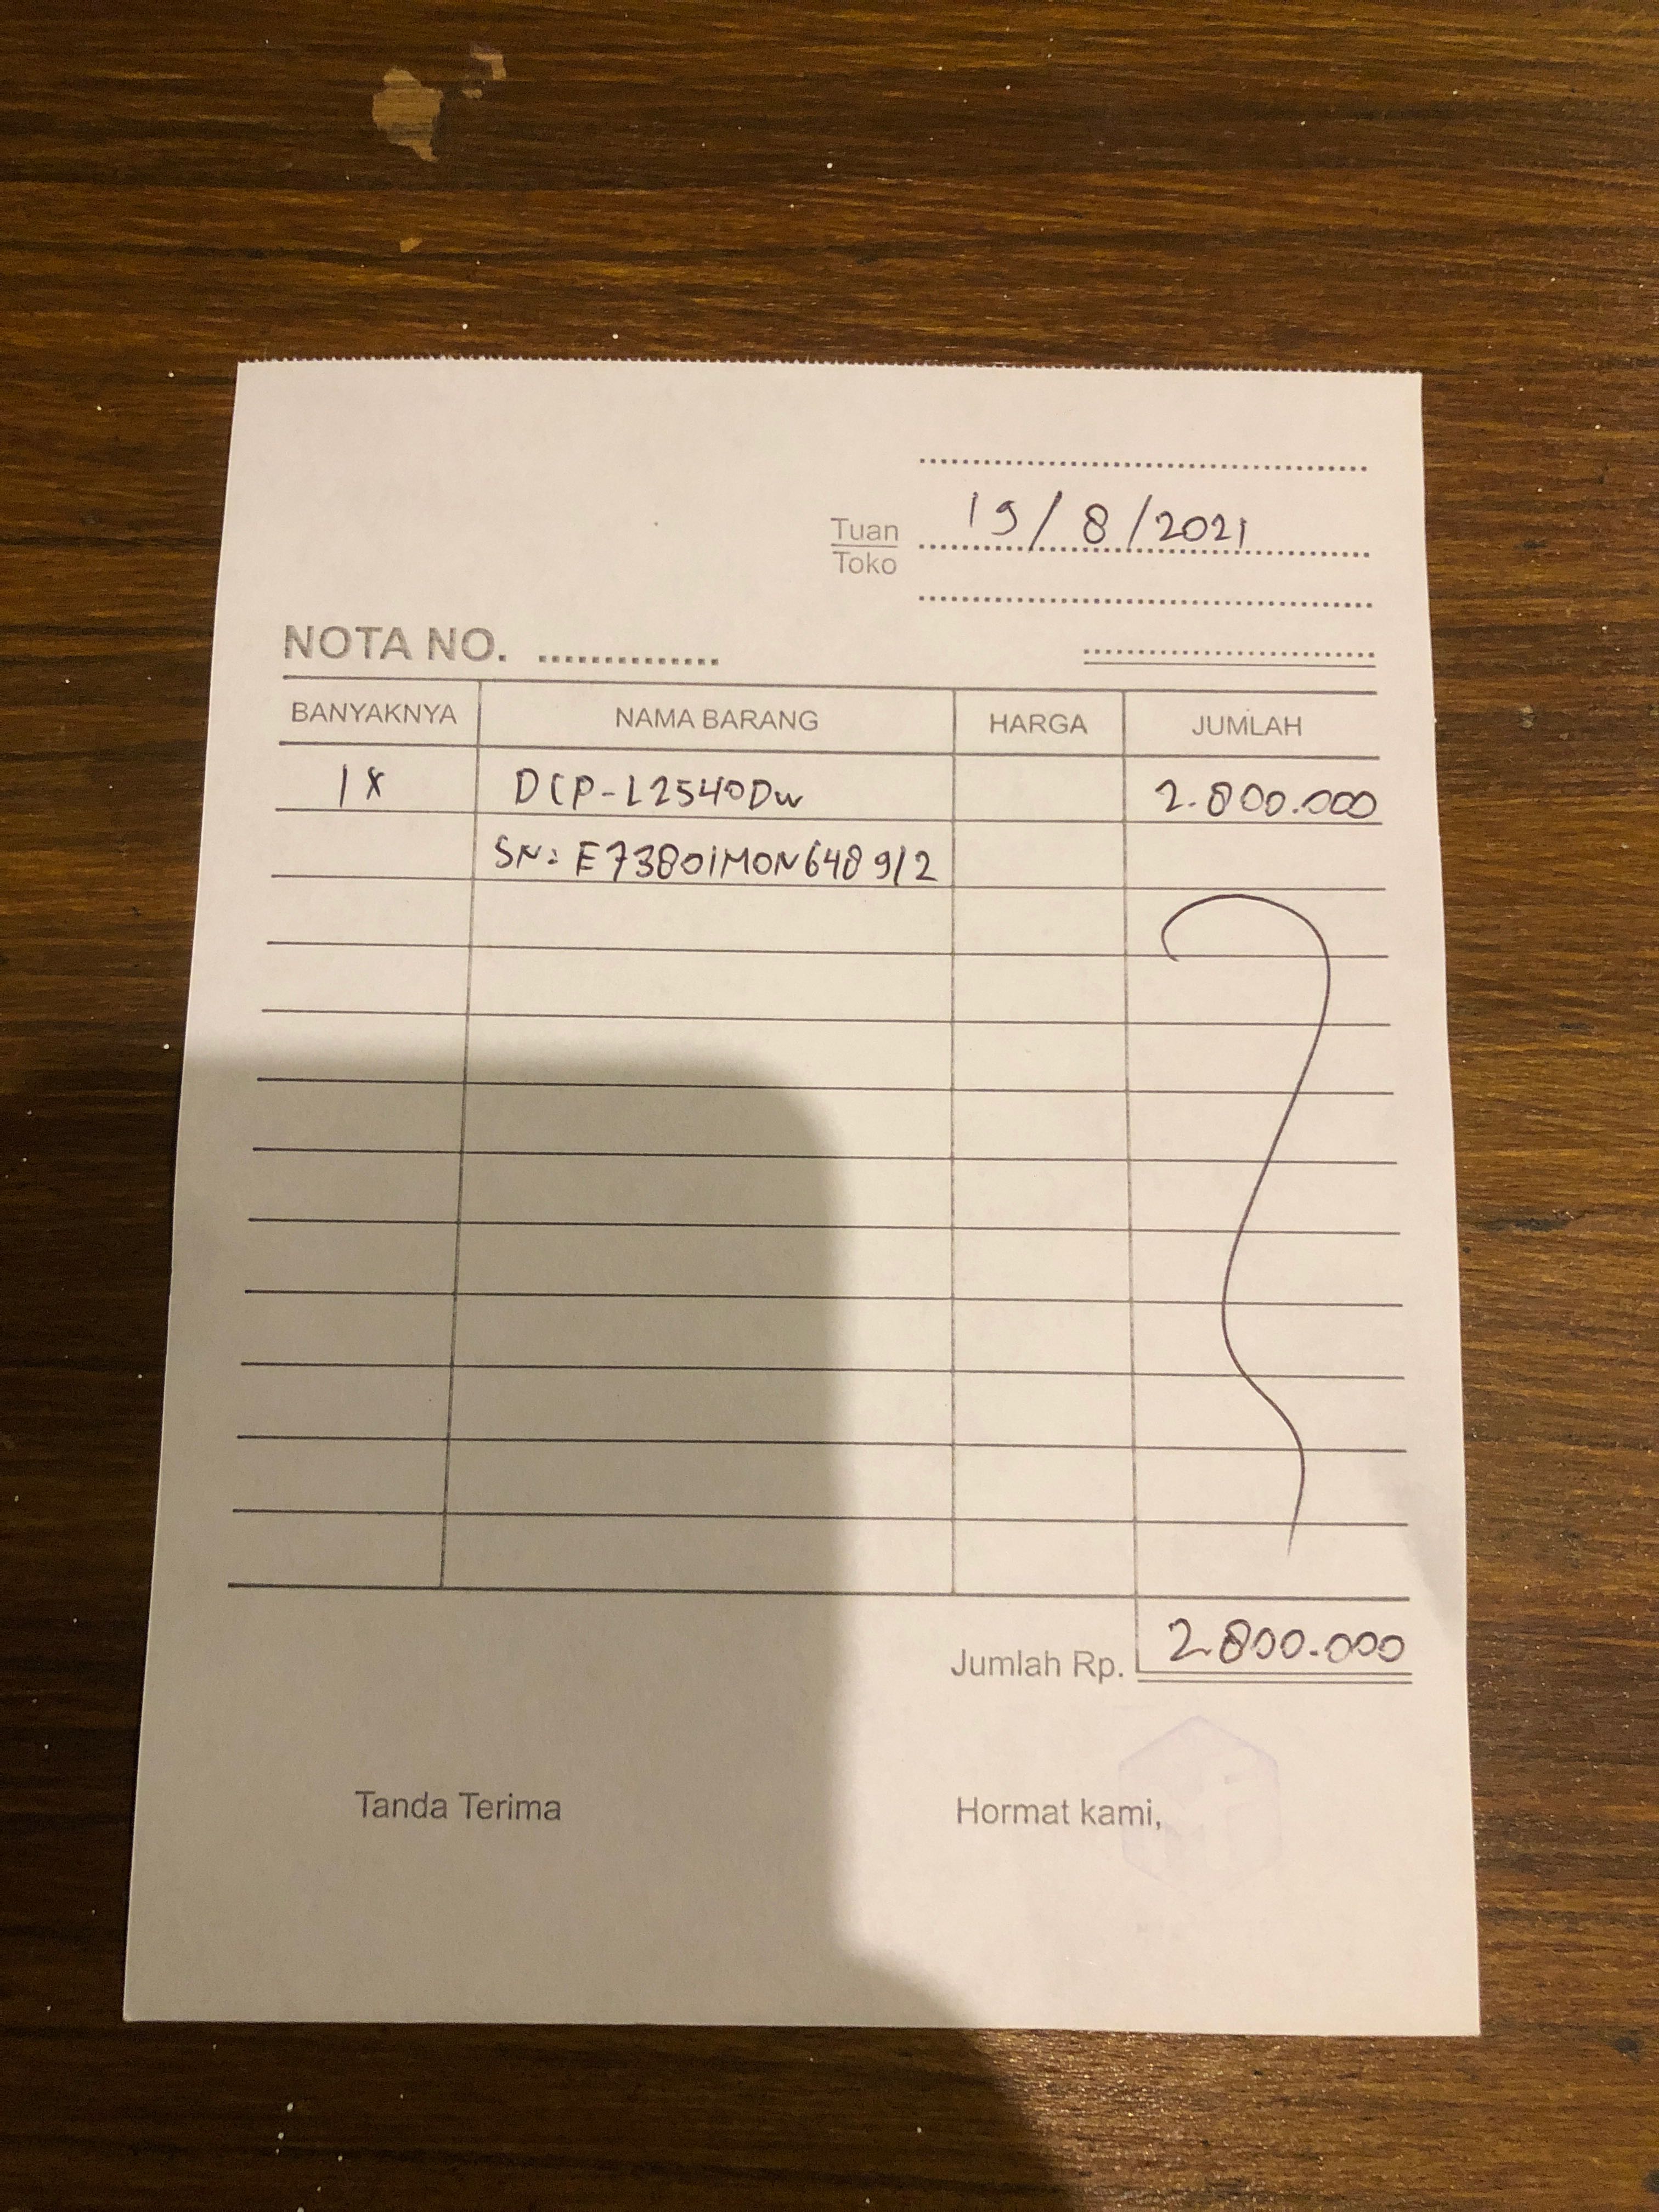 19/8/2021
Tuan
Toko
NOTA NO. ..............
BANYAKNYA NAMA BARANG HARGA JUMLAH
1X DCP-L2540Dw 2.800.000
SN: E73801M0N648912
Jumlah Rp. 2.800.000
Tanda Terima Hormat kami,